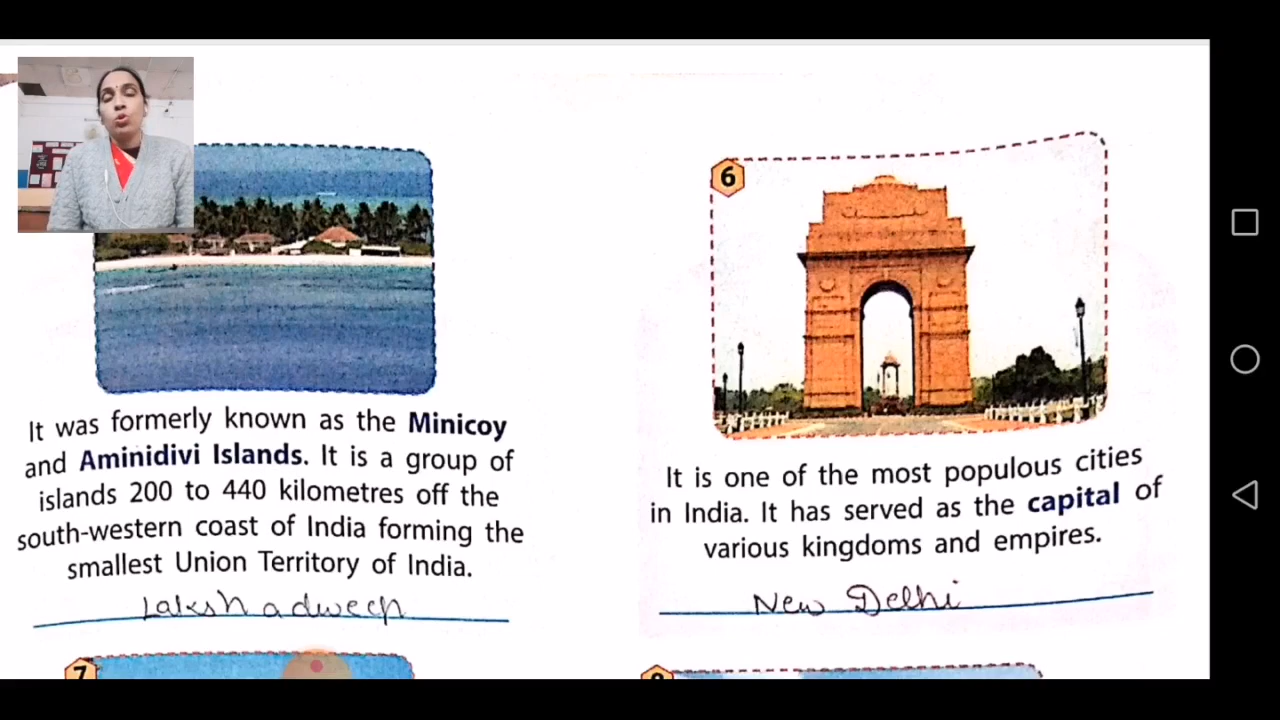 It was formerly known as the Minicoy
and Aminidivi Islands. It is a group of
islands 200 to 440 kilometres off the
south-western coast of India forming the
smallest Union Territory of India.
Lakshadweep
6
It is one of the most populous cities
in India. It has served as the capital of
various kingdoms and empires.
New Delhi
7
8